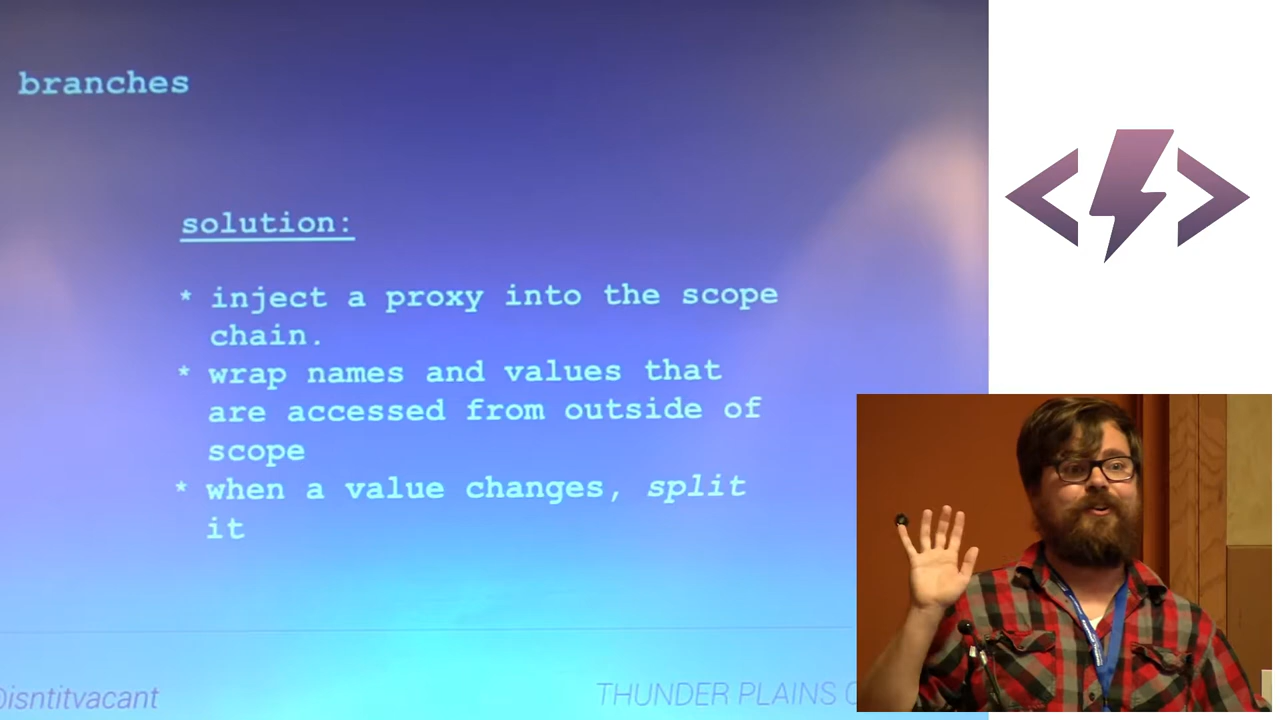 branches
solution:
* inject a proxy into the scope
chain.
* wrap names and values that
are accessed from outside of
scope
* when a value changes, split
it
@isntitvacant
THUNDER PLAINS